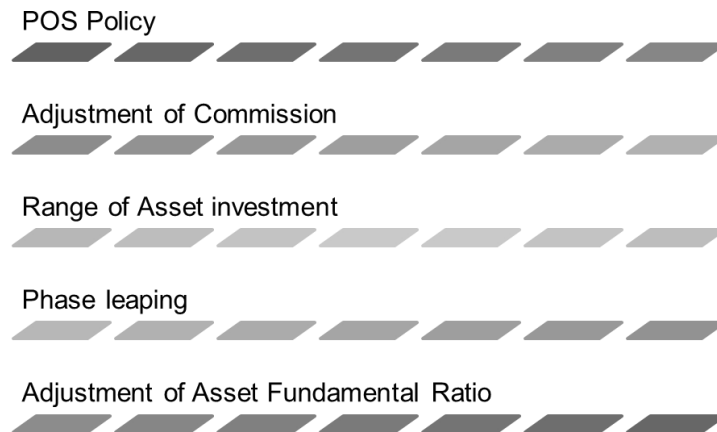 POS Policy
Adjustment of Commission
Range of Asset investment
Phase leaping
Adjustment of Asset Fundamental Ratio